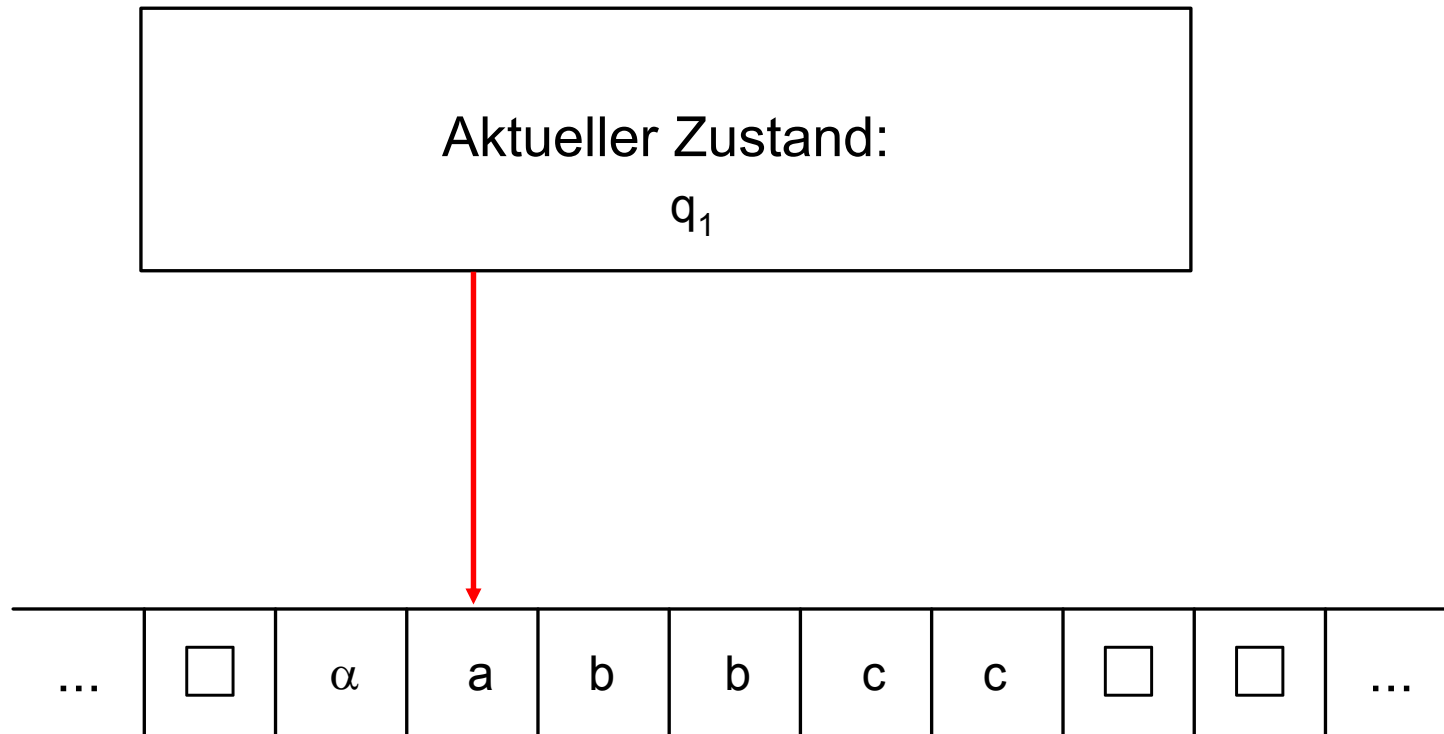 Aktueller Zustand:
q₁
... □ α a b b c c □ □ ...